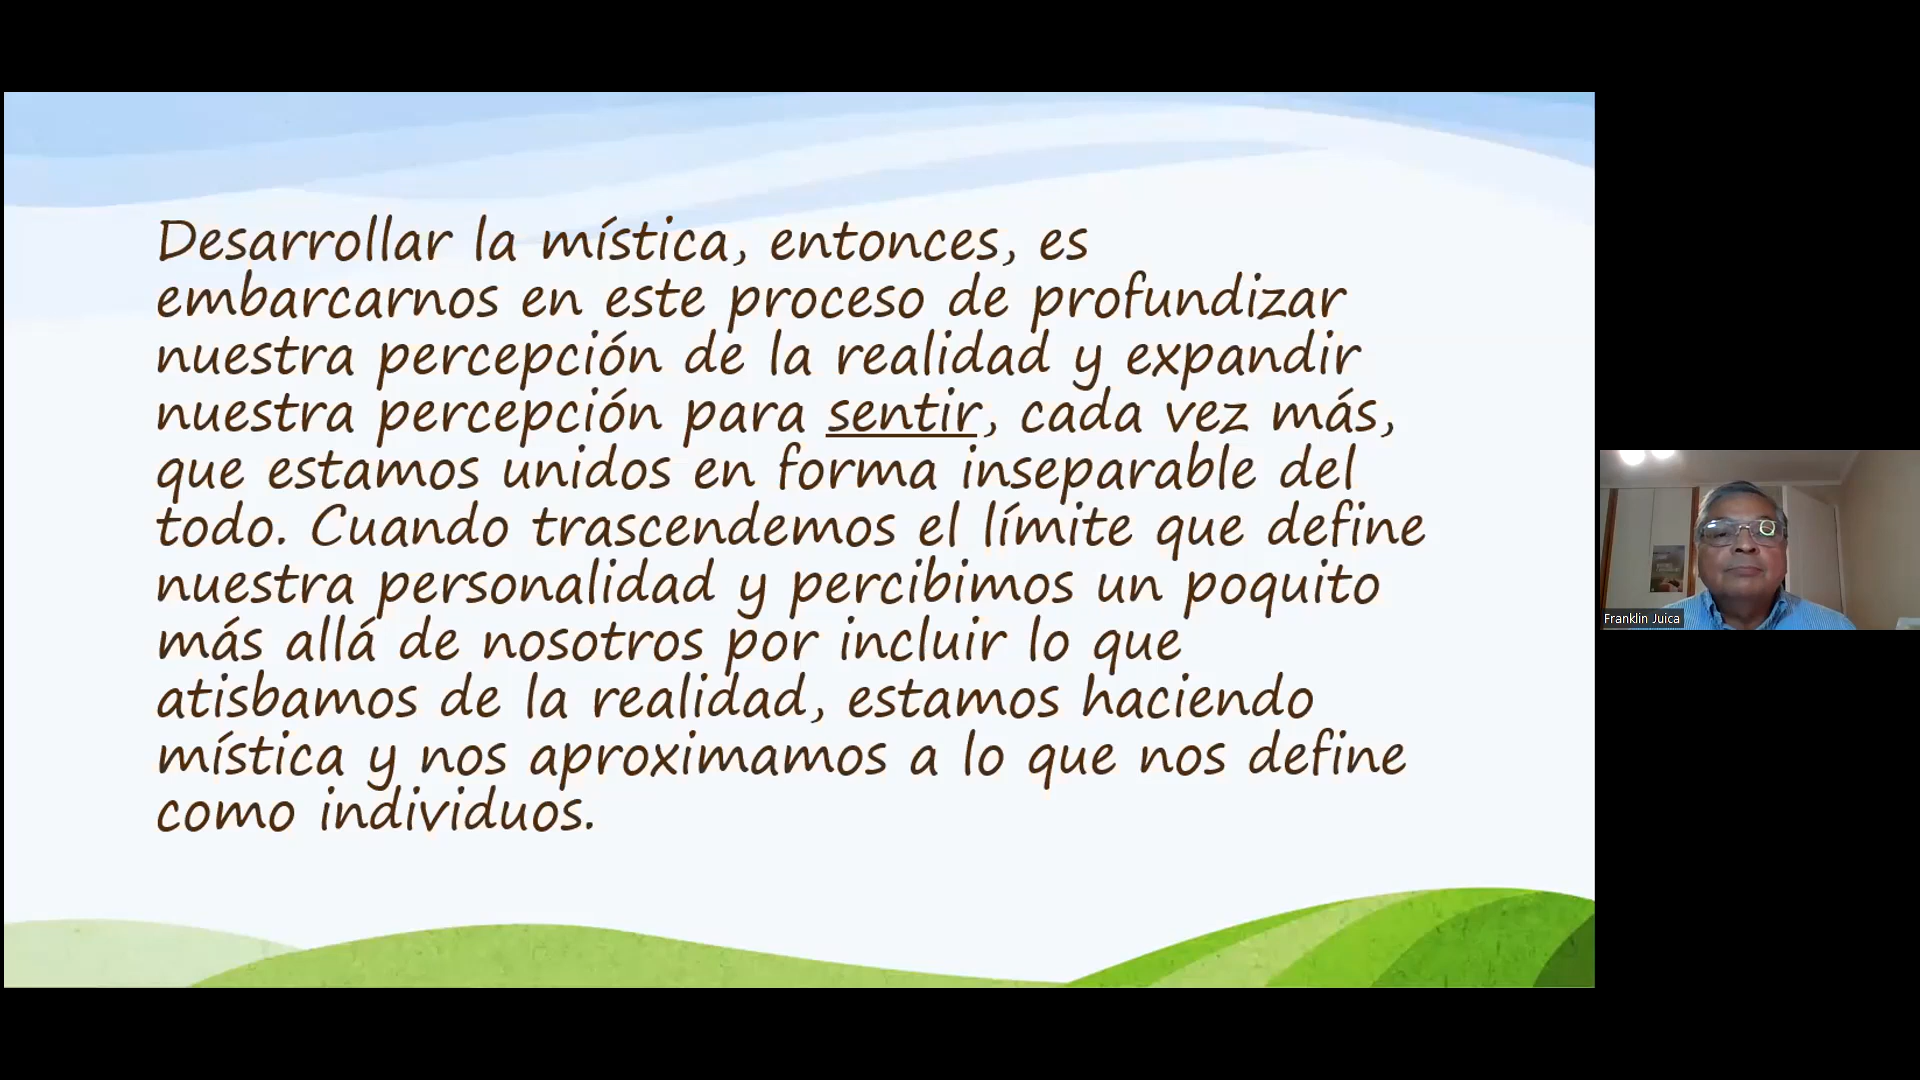 Desarrollar la mística, entonces, es
embarcarnos en este proceso de profundizar
nuestra percepción de la realidad y expandir
nuestra percepción para sentir, cada vez más,
que estamos unidos en forma inseparable del
todo. Cuando trascendemos el límite que define
nuestra personalidad y percibimos un poquito
más allá de nosotros por incluir lo que
atisbamos de la realidad, estamos haciendo
mística y nos aproximamos a lo que nos define
como individuos.
Franklin Juica